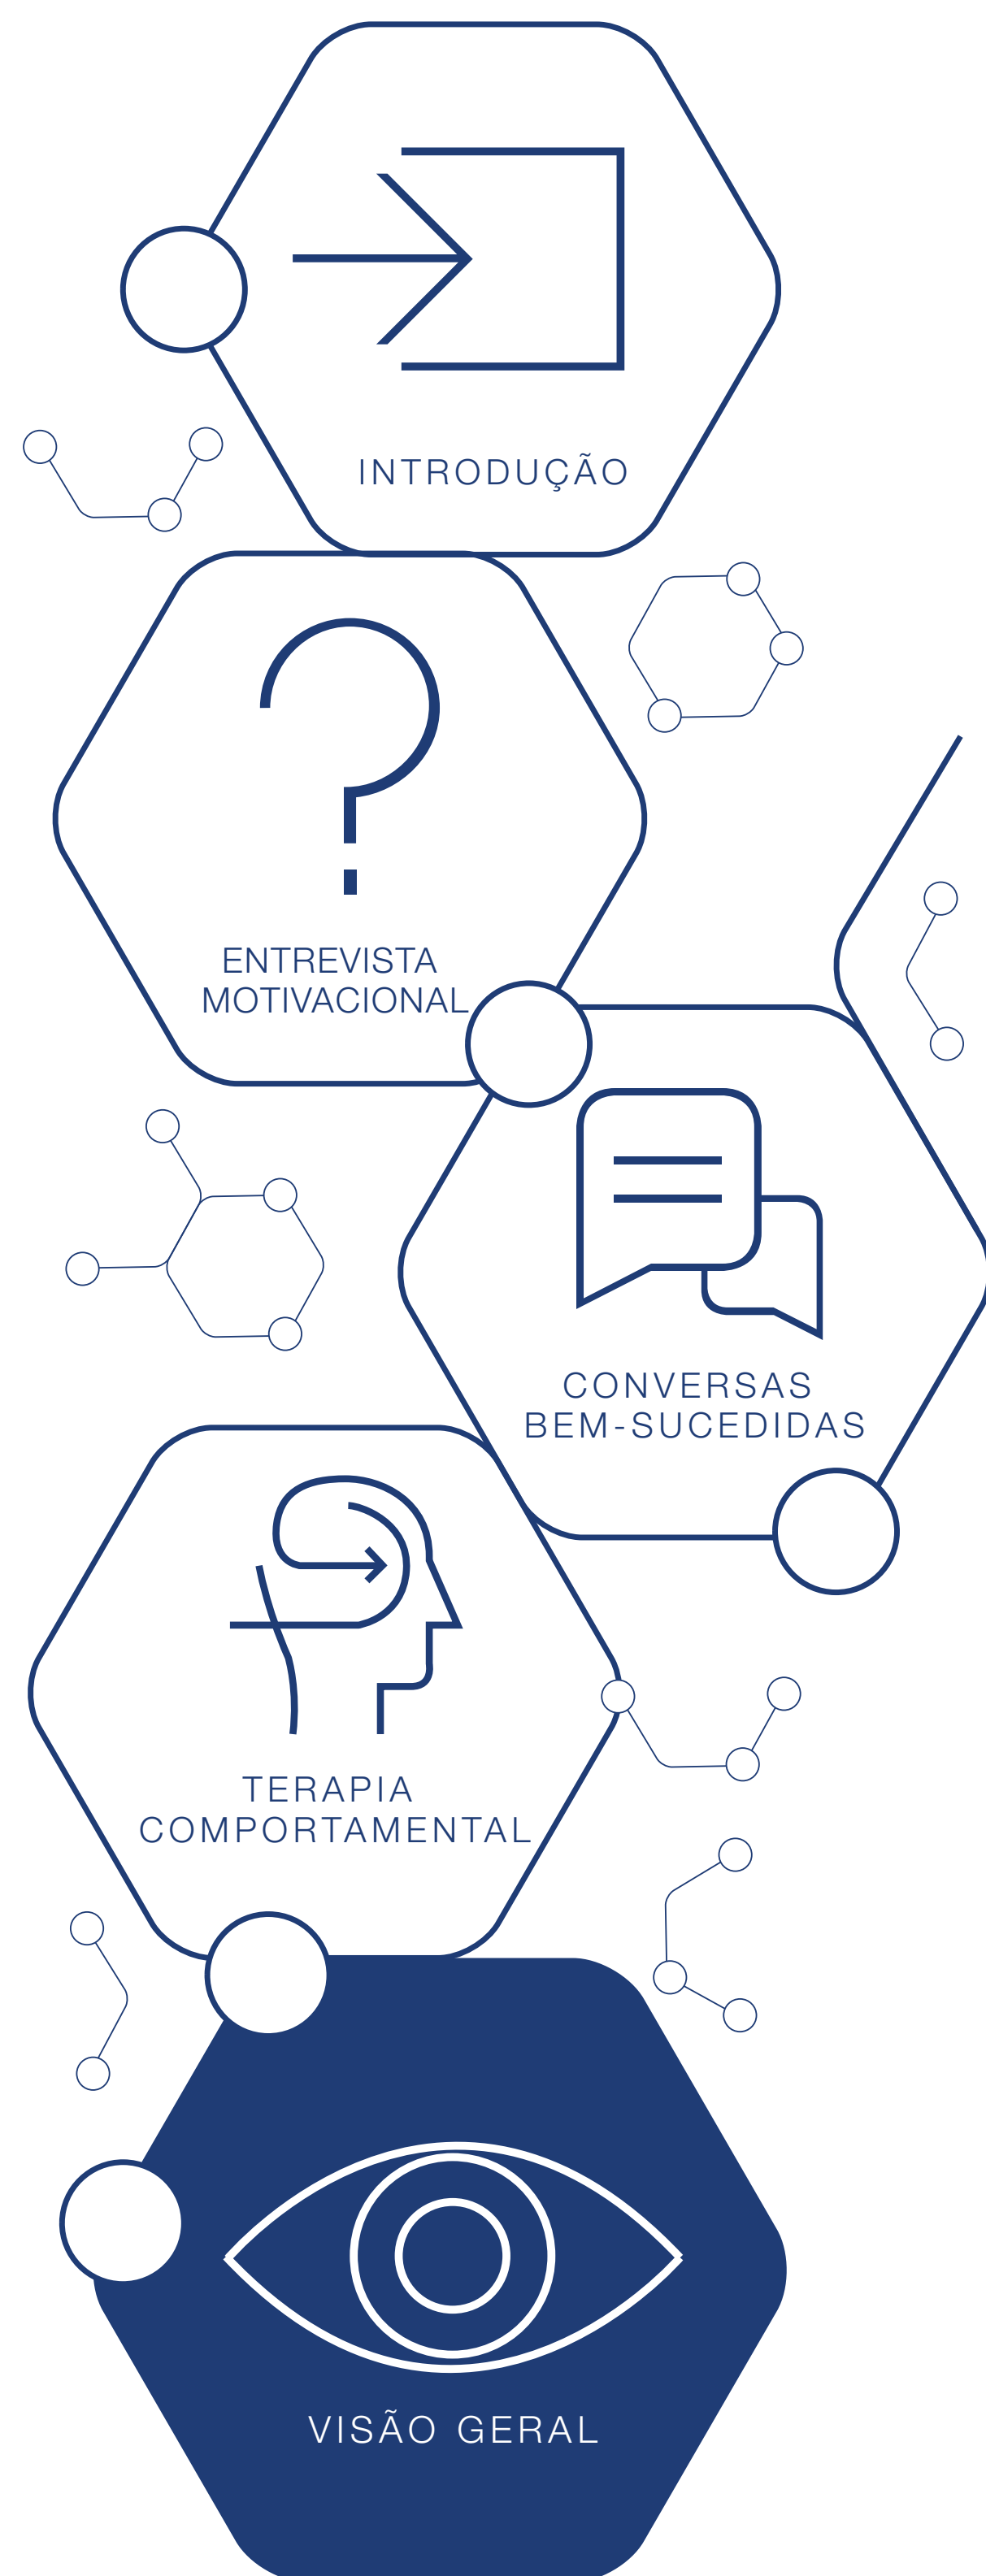 INTRODUÇÃO
ENTREVISTA
MOTIVACIONAL
CONVERSAS
BEM-SUCEDIDAS
TERAPIA
COMPORTAMENTAL
VISÃO GERAL